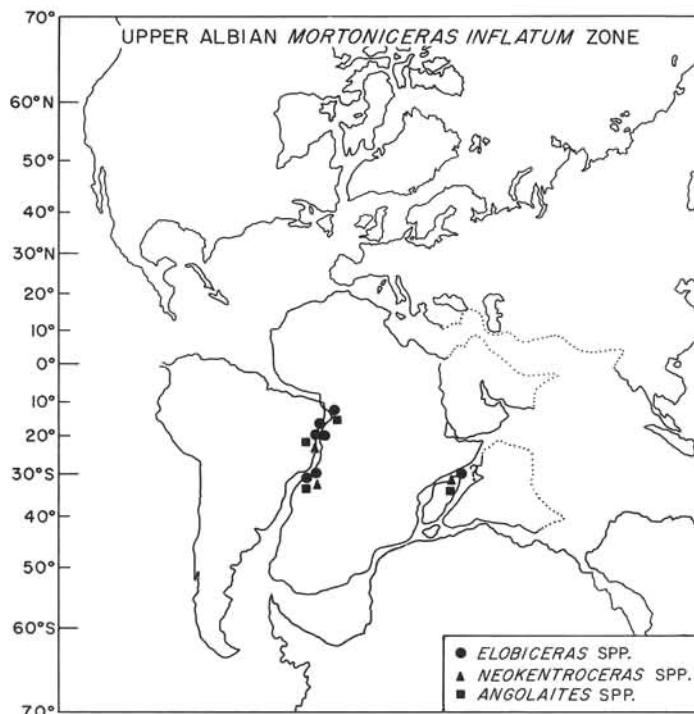 UPPER ALBIAN MORTONICERAS INFLATUM ZONE
70°
60°N
50°
40°
30°N
20°
10°
0°
10°
20°
30°S
40°
50°
60°S
70°
ELOBICERAS SPP.
NEOKENTROCERAS SPP.
ANGOLAITES SPP.